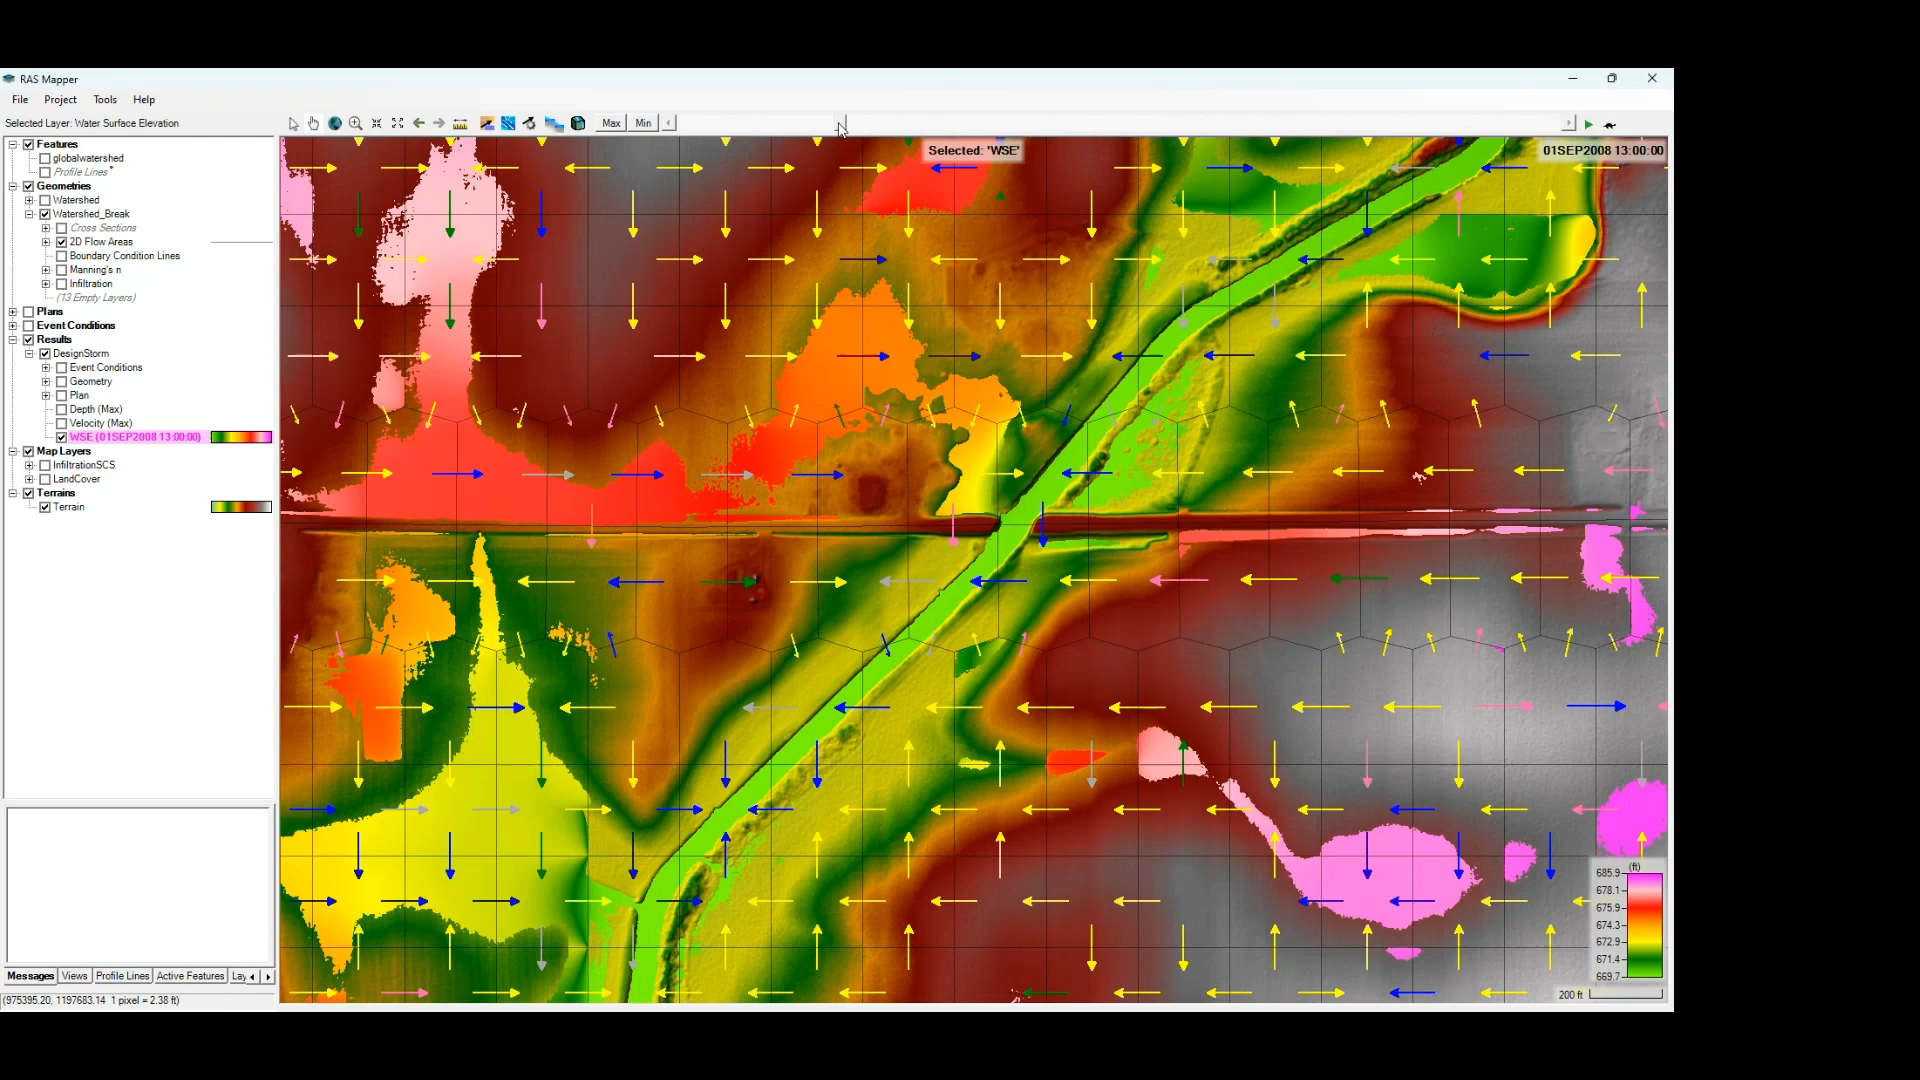 RAS Mapper
File Project Tools Help
Selected Layer: Water Surface Elevation
Max Min
Features
globalwatershed
Profile Lines *
Geometries
Watershed
Watershed_Break
Cross Sections
2D Flow Areas
Boundary Condition Lines
Manning's n
Infiltration
(13 Empty Layers)
Plans
Event Conditions
Results
DesignStorm
Event Conditions
Geometry
Plan
Depth (Max)
Velocity (Max)
WSE (01SEP2008 13:00:00)
Map Layers
InfiltrationSCS
LandCover
Terrains
Terrain
Selected: 'WSE'
01SEP2008 13:00:00
(ft)
685.9
678.1
675.9
674.3
672.9
671.4
669.7
200 ft
Messages Views Profile Lines Active Features Lay
(975395.20, 1197683.14 1 pixel = 2.38 ft)